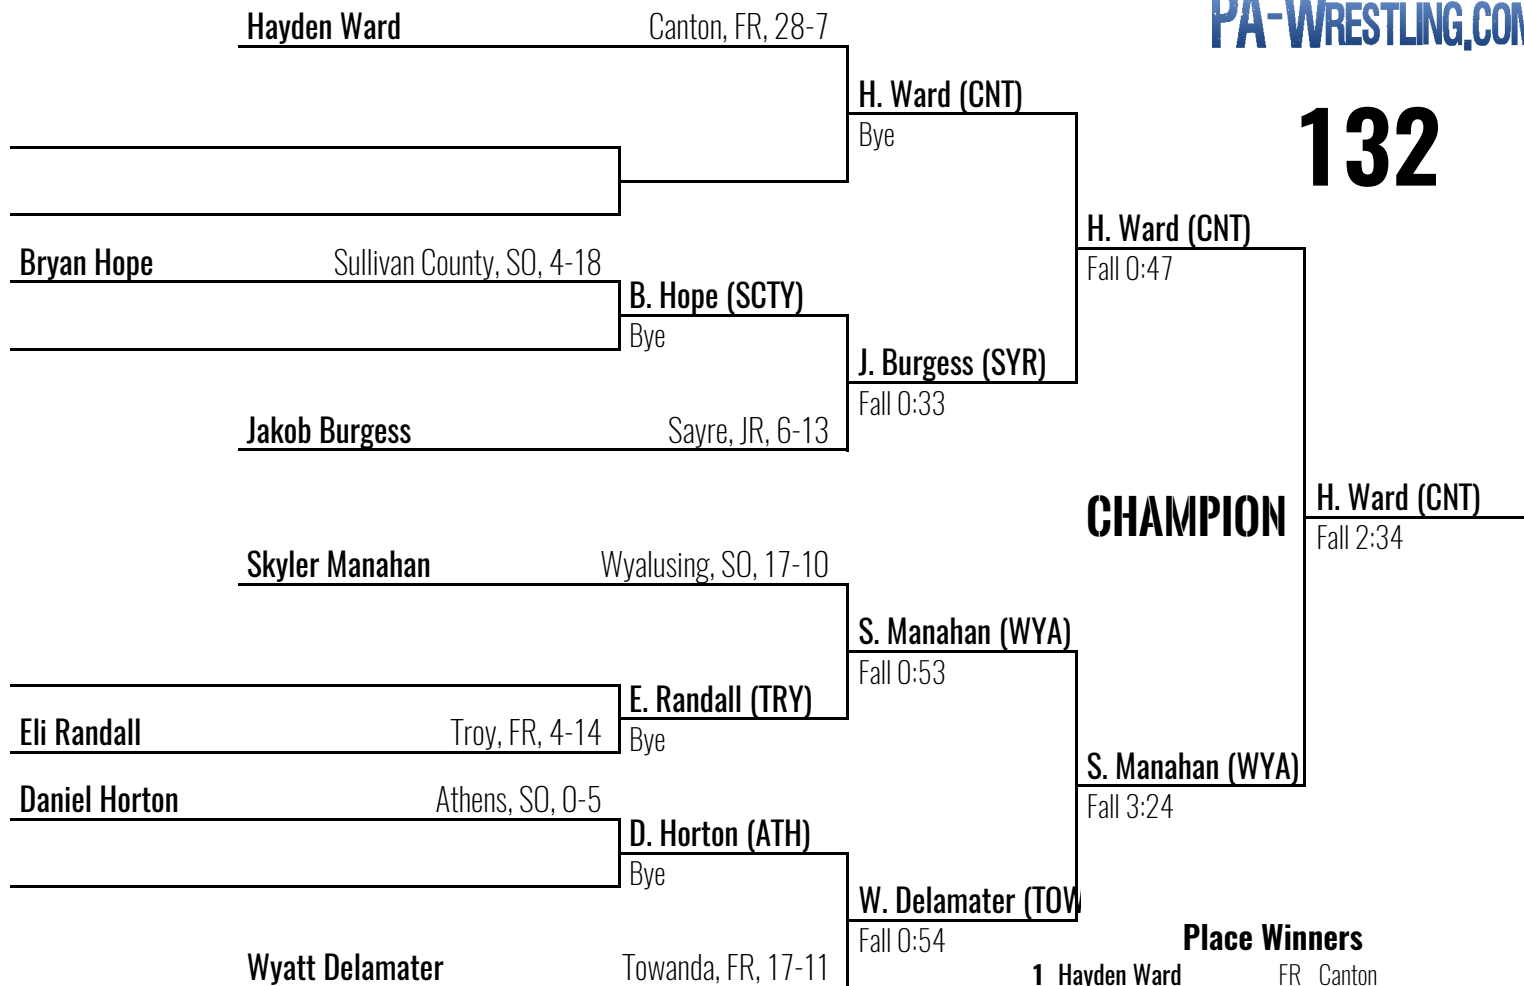 Hayden Ward Canton, FR, 28-7
PA-WRESTLING.COM
H. Ward (CNT)
Bye
132
H. Ward (CNT)
Fall 0:47
Bryan Hope Sullivan County, SO, 4-18
B. Hope (SCTY)
Bye
J. Burgess (SYR)
Fall 0:33
Jakob Burgess Sayre, JR, 6-13
CHAMPION
H. Ward (CNT)
Fall 2:34
Skyler Manahan Wyalusing, SO, 17-10
S. Manahan (WYA)
Fall 0:53
E. Randall (TRY)
Eli Randall Troy, FR, 4-14
Bye
S. Manahan (WYA)
Fall 3:24
Daniel Horton Athens, SO, 0-5
D. Horton (ATH)
Bye
W. Delamater (TOW
Fall 0:54
Place Winners
Wyatt Delamater Towanda, FR, 17-11
1 Hayden Ward FR Canton